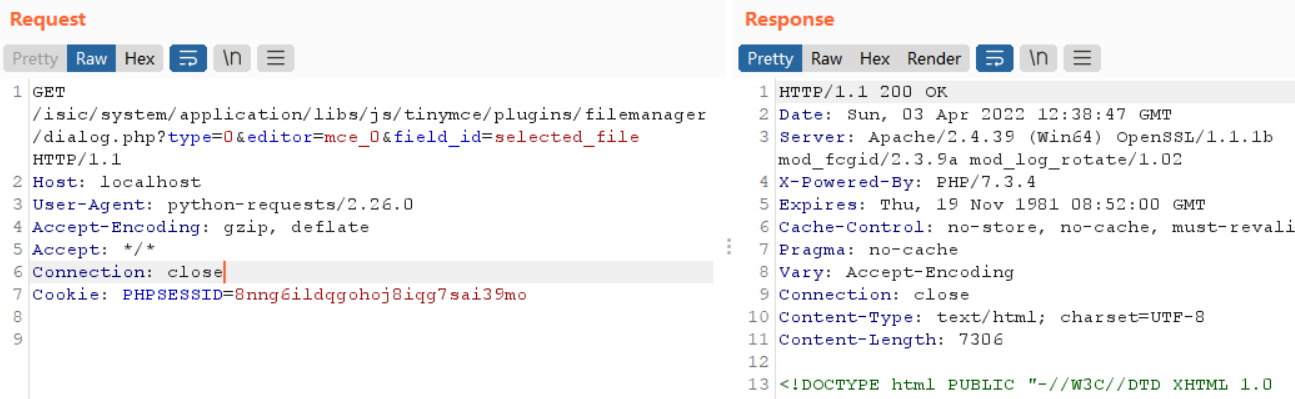 Request
Pretty Raw Hex \n
1 GET
/isic/system/application/libs/js/tinymce/plugins/filemanager
/dialog.php?type=0&editor=mce_0&field_id=selected_file
HTTP/1.1
2 Host: localhost
3 User-Agent: python-requests/2.26.0
4 Accept-Encoding: gzip, deflate
5 Accept: */*
6 Connection: close
7 Cookie: PHPSESSID=8nng6ildqgohoj8iqg7sai39mo
8
9
Response
Pretty Raw Hex Render \n
1 HTTP/1.1 200 OK
2 Date: Sun, 03 Apr 2022 12:38:47 GMT
3 Server: Apache/2.4.39 (Win64) OpenSSL/1.1.1b
mod_fcgid/2.3.9a mod_log_rotate/1.02
4 X-Powered-By: PHP/7.3.4
5 Expires: Thu, 19 Nov 1981 08:52:00 GMT
6 Cache-Control: no-store, no-cache, must-revali
7 Pragma: no-cache
8 Vary: Accept-Encoding
9 Connection: close
10 Content-Type: text/html; charset=UTF-8
11 Content-Length: 7306
12
13 <!DOCTYPE html PUBLIC "-//W3C//DTD XHTML 1.0